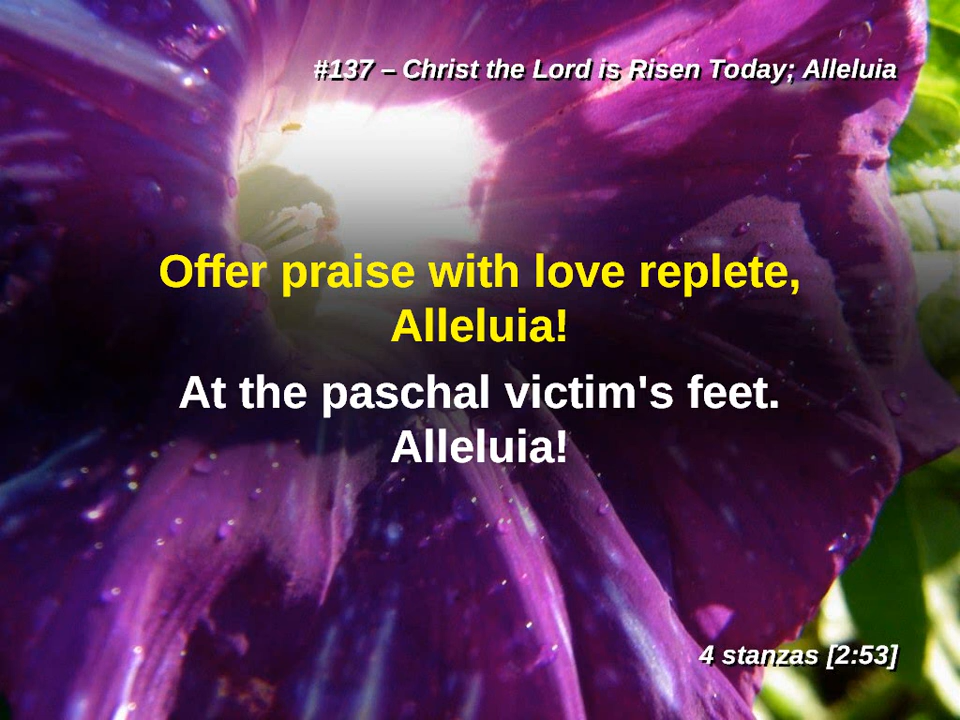 #137 – Christ the Lord is Risen Today; Alleluia
Offer praise with love replete,
Alleluia!
At the paschal victim's feet.
Alleluia!
4 stanzas [2:53]